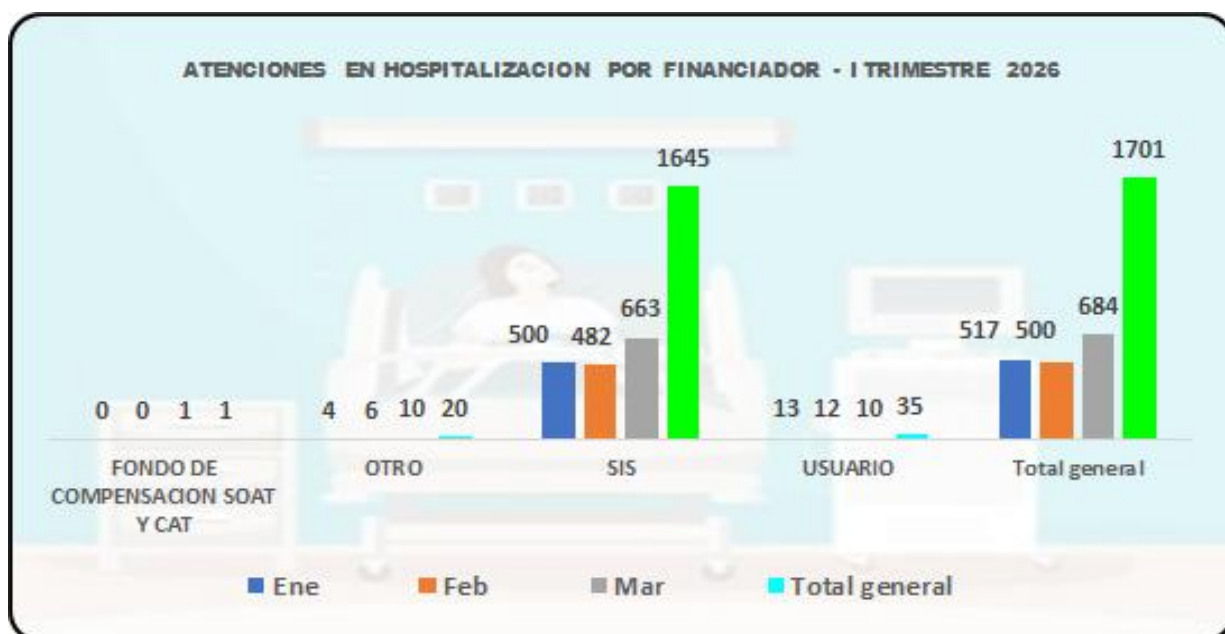 ATENCIONES EN HOSPITALIZACION POR FINANCIADOR - I TRIMESTRE 2026
0 0 1 1
4 6 10 20
500 482 663 1645
13 12 10 35
517 500 684 1701
FONDO DE
COMPENSACION SOAT
Y CAT
OTRO
SIS
USUARIO
Total general
Ene
Feb
Mar
Total general